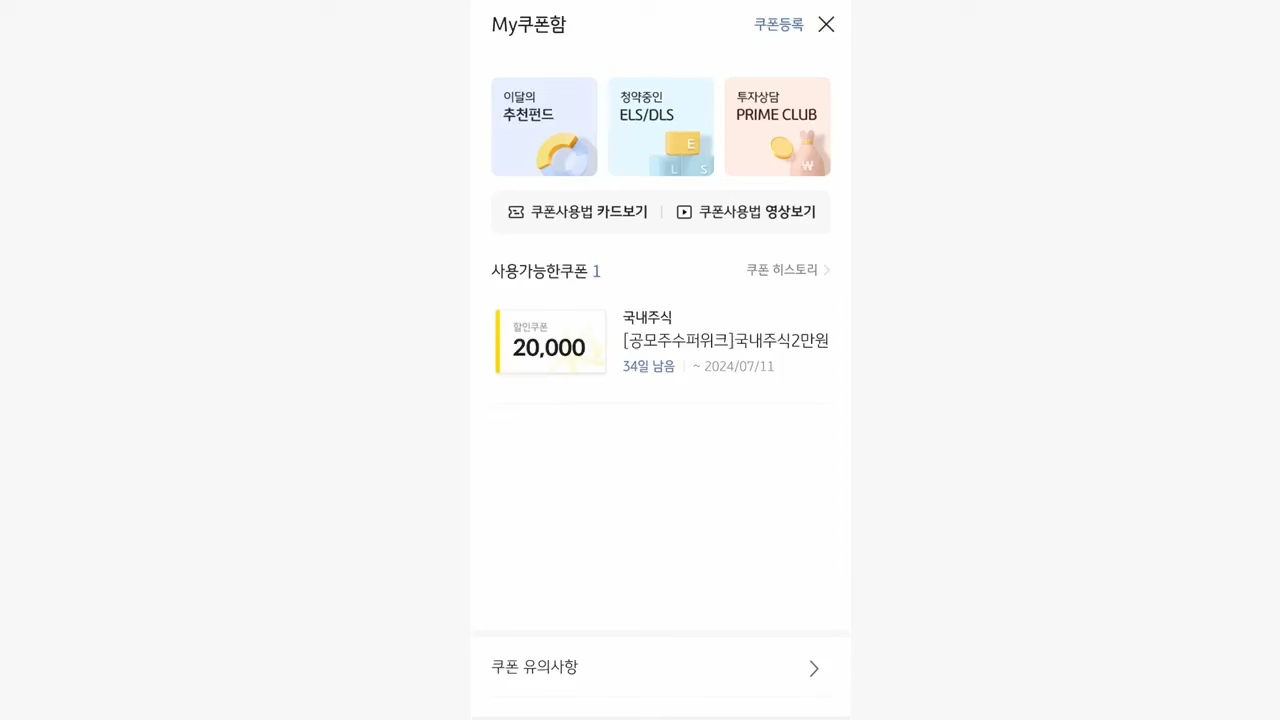 My쿠폰함
쿠폰등록
이달의
추천펀드
청약중인
ELS/DLS
E
L S
투자상담
PRIME CLUB
₩
쿠폰사용법 카드보기
쿠폰사용법 영상보기
사용가능한쿠폰 1
쿠폰 히스토리
할인쿠폰
20,000
국내주식
[공모주수퍼위크]국내주식2만원
34일 남음 ~ 2024/07/11
쿠폰 유의사항